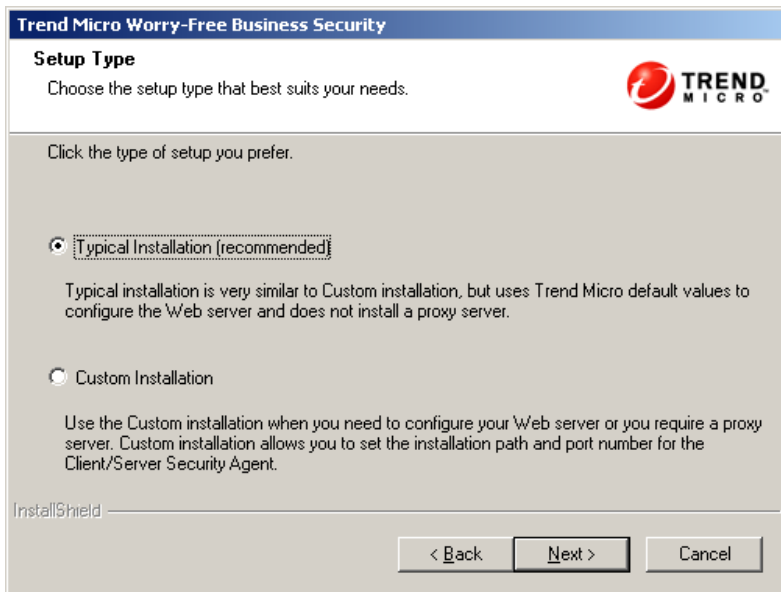 Trend Micro Worry-Free Business Security
Setup Type
Choose the setup type that best suits your needs.
TREND
MICRO
Click the type of setup you prefer.
Typical Installation (recommended)
Typical installation is very similar to Custom installation, but uses Trend Micro default values to
configure the Web server and does not install a proxy server.
Custom Installation
Use the Custom installation when you need to configure your Web server or you require a proxy
server. Custom installation allows you to set the installation path and port number for the
Client/Server Security Agent.
InstallShield
< Back
Next >
Cancel